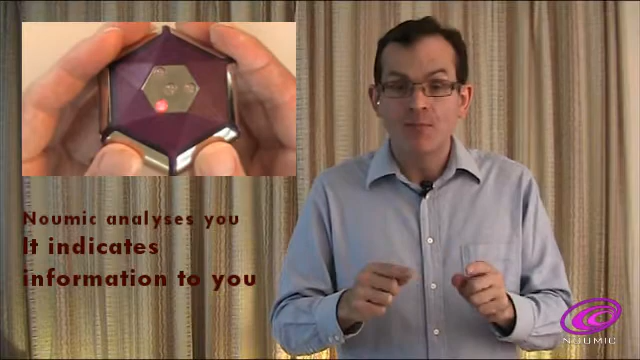 Noumic analyses you
It indicates
information to you
NOUMIC